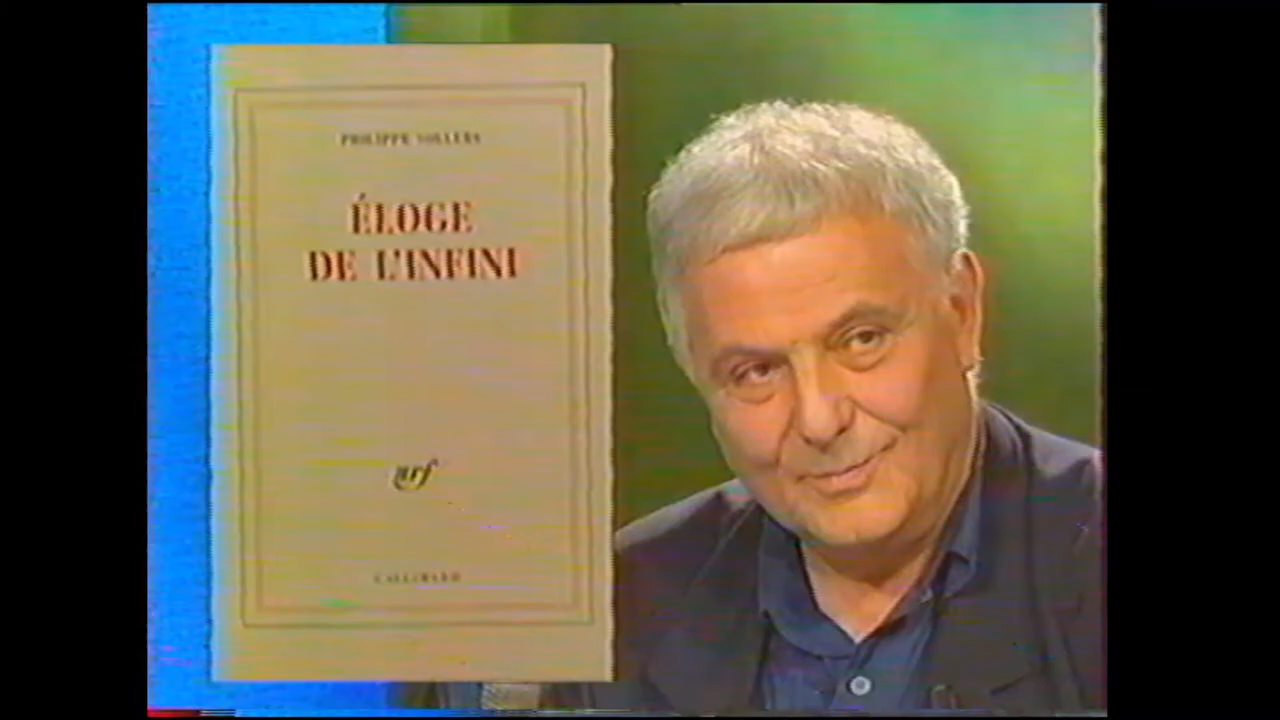 PHILIPPE SOLLERS
ÉLOGE
DE L'INFINI
nrf
GALLIMARD